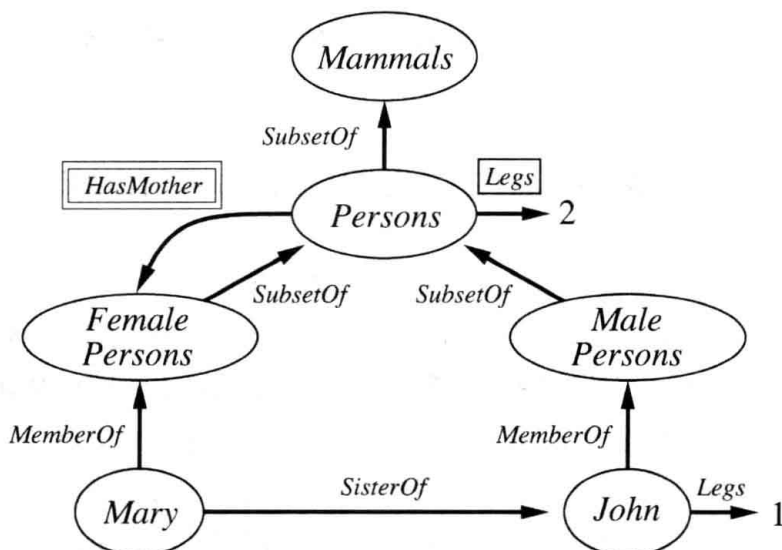 Mammals
SubsetOf
HasMother
Legs
Persons
2
SubsetOf
SubsetOf
Female
Persons
Male
Persons
MemberOf
MemberOf
SisterOf
Legs
Mary
John
1